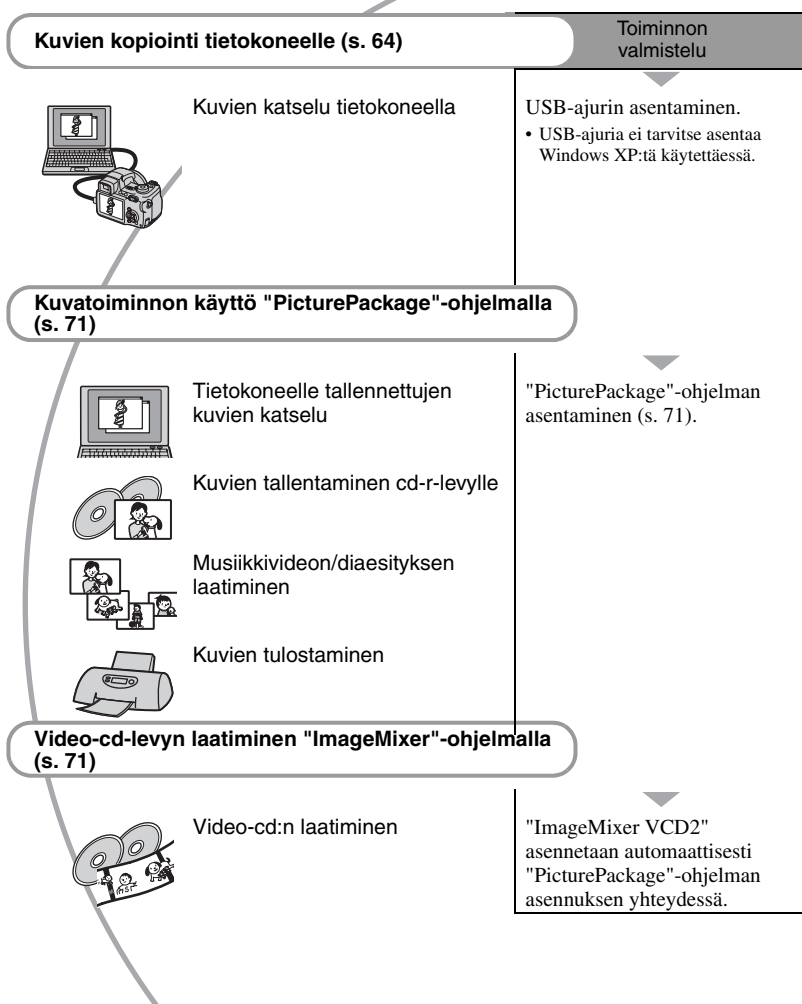 Kuvien kopiointi tietokoneelle (s. 64)
Toiminnon
valmistelu
Kuvien katselu tietokoneella
USB-ajurin asentaminen.
• USB-ajuria ei tarvitse asentaa
Windows XP:tä käytettäessä.
Kuvatoiminnon käyttö "PicturePackage"-ohjelmalla
(s. 71)
Tietokoneelle tallennettujen
kuvien katselu
"PicturePackage"-ohjelman
asentaminen (s. 71).
Kuvien tallentaminen cd-r-levylle
Musiikkivideon/diaesityksen
laatiminen
Kuvien tulostaminen
Video-cd-levyn laatiminen "ImageMixer"-ohjelmalla
(s. 71)
Video-cd:n laatiminen
"ImageMixer VCD2"
asennetaan automaattisesti
"PicturePackage"-ohjelman
asennuksen yhteydessä.